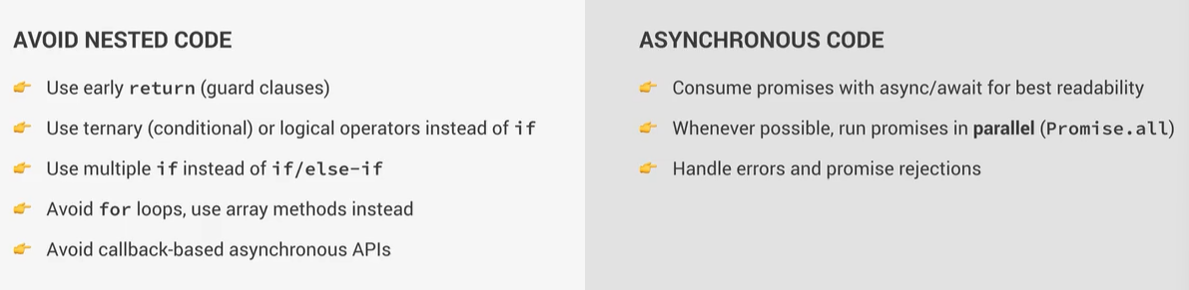 AVOID NESTED CODE
👉 Use early return (guard clauses)
👉 Use ternary (conditional) or logical operators instead of if
👉 Use multiple if instead of if/else-if
👉 Avoid for loops, use array methods instead
👉 Avoid callback-based asynchronous APIs
ASYNCHRONOUS CODE
👉 Consume promises with async/await for best readability
👉 Whenever possible, run promises in parallel (Promise.all)
👉 Handle errors and promise rejections